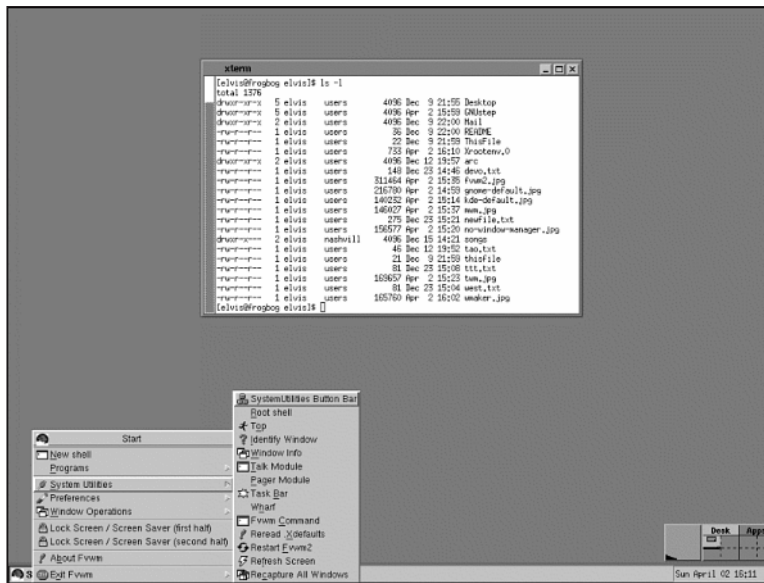 xterm
[elvis@frogbog elvis]$ ls -l
total 1376
drwxr-xr-x 5 elvis users 4096 Dec 9 21:55 Desktop
drwxr-xr-x 5 elvis users 4096 Apr 2 15:59 GNUstep
drwxr-xr-x 2 elvis users 4096 Dec 9 22:00 Mail
-rw-r--r-- 1 elvis users 36 Dec 9 22:00 README
-rw-r--r-- 1 elvis users 22 Dec 9 21:59 ThisFile
-rw-r--r-- 1 elvis users 733 Apr 2 16:10 Xrootenv.0
drwxr-xr-x 2 elvis users 4096 Dec 12 19:57 arc
-rw-r--r-- 1 elvis users 148 Dec 23 14:46 devo.txt
-rw-r--r-- 1 elvis users 311464 Apr 2 15:35 fvwm2.jpg
-rw-r--r-- 1 elvis users 216780 Apr 2 14:59 gnome-default.jpg
-rw-r--r-- 1 elvis users 140232 Apr 2 15:14 kde-default.jpg
-rw-r--r-- 1 elvis users 146027 Apr 2 15:37 mwm.jpg
-rw-r--r-- 1 elvis users 275 Dec 23 15:21 newfile.txt
-rw-r--r-- 1 elvis users 156577 Apr 2 15:20 no-window-manager.jpg
drwxr-x--- 2 elvis nashvill 4096 Dec 15 14:21 songs
-rw-r--r-- 1 elvis users 46 Dec 12 19:52 tao.txt
-rw-r--r-- 1 elvis users 21 Dec 9 21:59 thisfile
-rw-r--r-- 1 elvis users 81 Dec 23 15:08 ttt.txt
-rw-r--r-- 1 elvis users 169657 Apr 2 15:23 twm.jpg
-rw-r--r-- 1 elvis users 81 Dec 23 15:04 west.txt
-rw-r--r-- 1 elvis users 165760 Apr 2 16:02 wmaker.jpg
[elvis@frogbog elvis]$
SystemUtilities Button Bar
Root shell
Top
Identify Window
Window Info
Talk Module
Pager Module
Task Bar
Wharf
Fvwm Command
Reread .Xdefaults
Restart Fvwm2
Refresh Screen
Recapture All Windows
Start
New shell
Programs
System Utilities
Preferences
Window Operations
Lock Screen / Screen Saver (first half)
Lock Screen / Screen Saver (second half)
About Fvwm
Exit Fvwm
Desk
Apps
Sun April 02 16:11